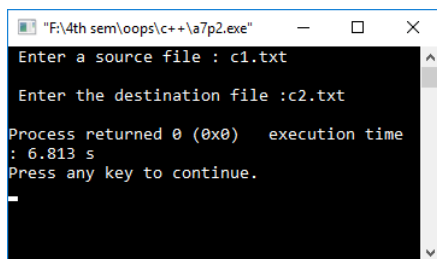 "F:\4th sem\oops\c++\a7p2.exe"
Enter a source file : c1.txt
Enter the destination file :c2.txt
Process returned 0 (0x0)   execution time
: 6.813 s
Press any key to continue.